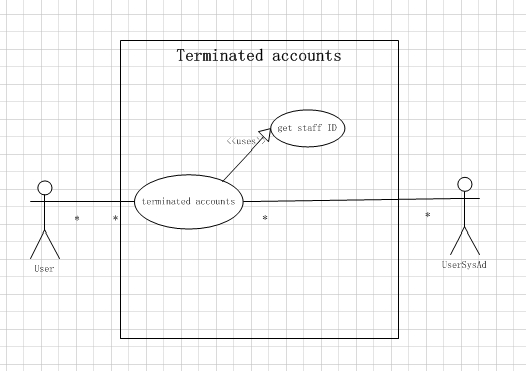 Terminated accounts
get staff ID
<<uses>>
terminated accounts
* * * *
User
UserSysAd